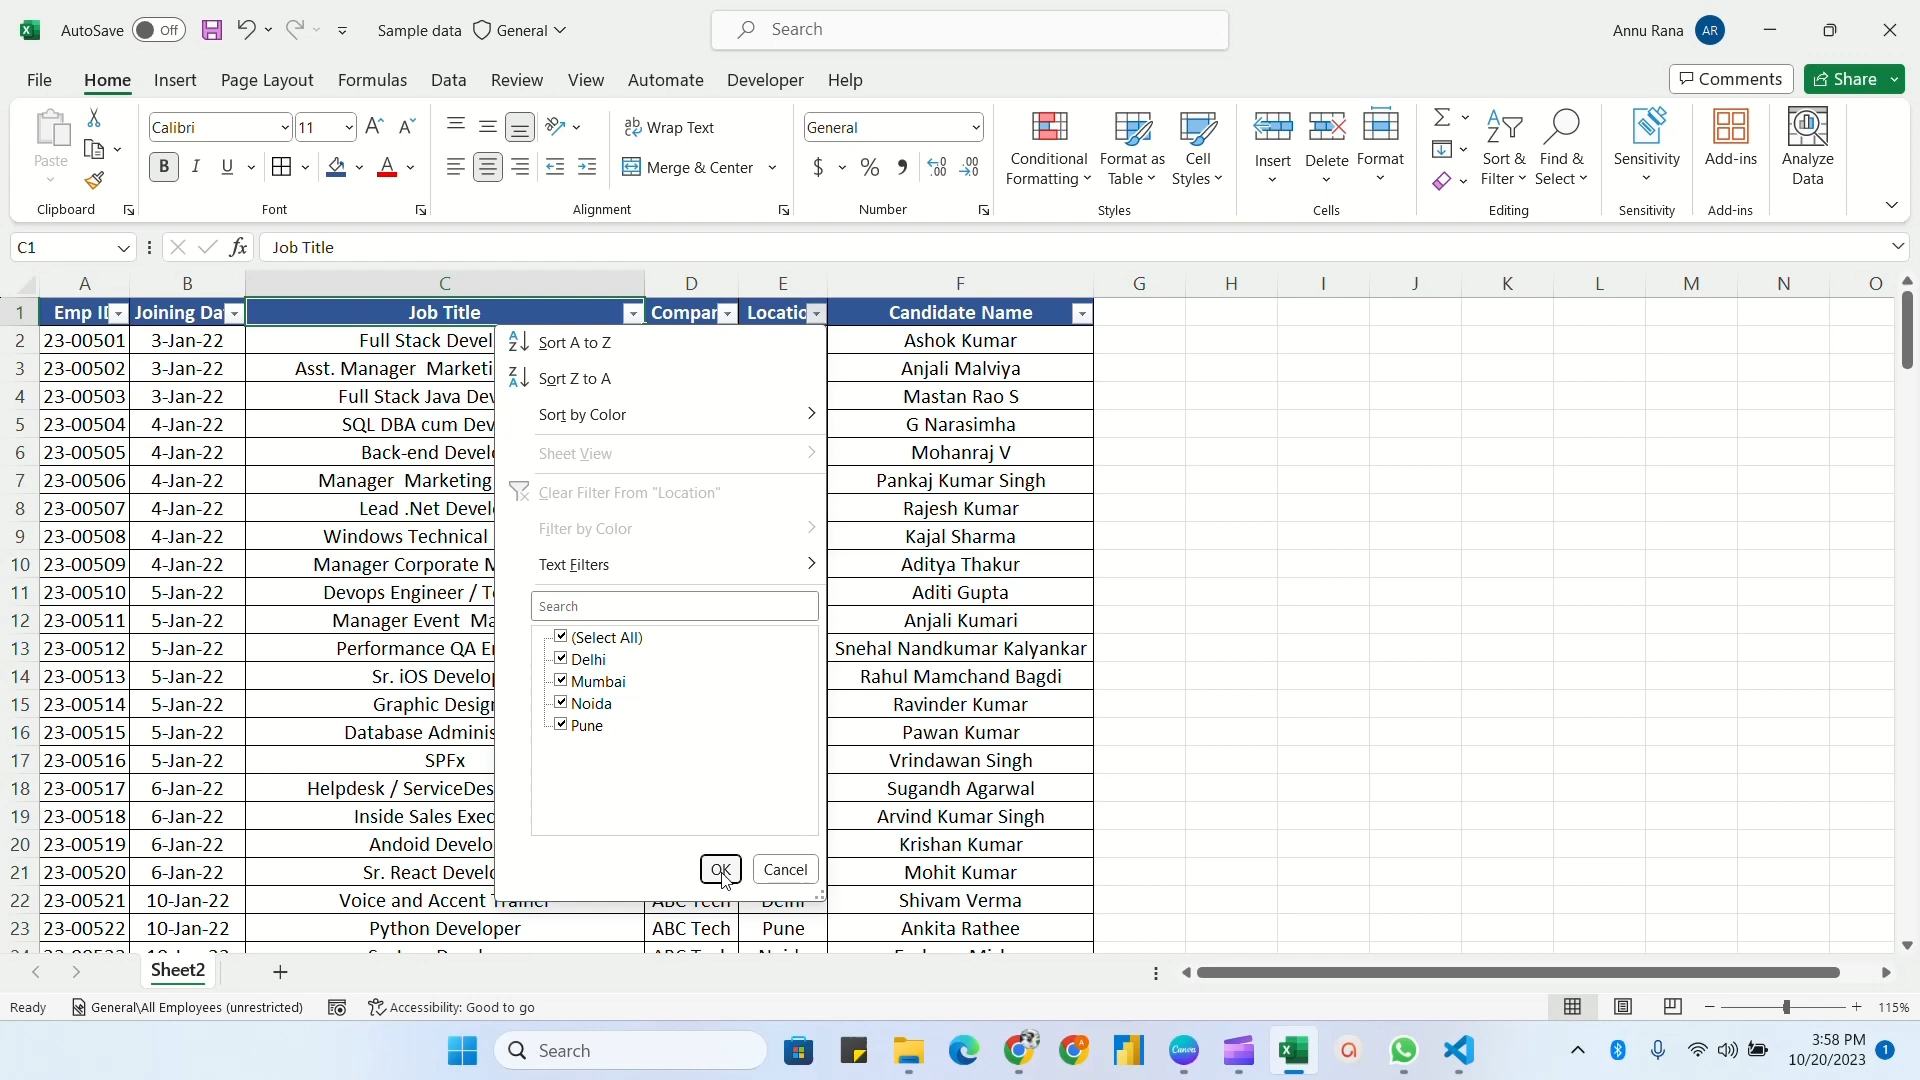 AutoSave Off Sample data General Search Annu Rana AR
File Home Insert Page Layout Formulas Data Review View Automate Developer Help Comments Share
Paste Calibri 11 Wrap Text General Conditional Formatting Format as Table Cell Styles Insert Delete Format Sort & Filter Find & Select Sensitivity Add-ins Analyze Data
B I U A Merge & Center $ %
Clipboard Font Alignment Number Styles Cells Editing Sensitivity Add-ins
C1 fx Job Title
A B C D E F G H I J K L M N O
1 Emp I Joining Da Job Title Compar Locatio Candidate Name
2 23-00501 3-Jan-22 Full Stack Devel Ashok Kumar
3 23-00502 3-Jan-22 Asst. Manager Marketi Anjali Malviya
4 23-00503 3-Jan-22 Full Stack Java Dev Mastan Rao S
5 23-00504 4-Jan-22 SQL DBA cum Dev G Narasimha
6 23-00505 4-Jan-22 Back-end Develo Mohanraj V
7 23-00506 4-Jan-22 Manager Marketing Pankaj Kumar Singh
8 23-00507 4-Jan-22 Lead .Net Devel Rajesh Kumar
9 23-00508 4-Jan-22 Windows Technical Kajal Sharma
10 23-00509 4-Jan-22 Manager Corporate Aditya Thakur
11 23-00510 5-Jan-22 Devops Engineer / T Aditi Gupta
12 23-00511 5-Jan-22 Manager Event Ma Anjali Kumari
13 23-00512 5-Jan-22 Performance QA E Snehal Nandkumar Kalyankar
14 23-00513 5-Jan-22 Sr. iOS Develop Rahul Mamchand Bagdi
15 23-00514 5-Jan-22 Graphic Design Ravinder Kumar
16 23-00515 5-Jan-22 Database Adminis Pawan Kumar
17 23-00516 5-Jan-22 SPFx Vrindawan Singh
18 23-00517 6-Jan-22 Helpdesk / ServiceDes Sugandh Agarwal
19 23-00518 6-Jan-22 Inside Sales Exec Arvind Kumar Singh
20 23-00519 6-Jan-22 Andoid Develo Krishan Kumar
21 23-00520 6-Jan-22 Sr. React Develo Mohit Kumar
22 23-00521 10-Jan-22 Voice and Accent Trainer ABC Tech Delhi Shivam Verma
23 23-00522 10-Jan-22 Python Developer ABC Tech Pune Ankita Rathee
Sort A to Z
Sort Z to A
Sort by Color
Sheet View
Clear Filter From "Location"
Filter by Color
Text Filters
Search
(Select All)
Delhi
Mumbai
Noida
Pune
OK Cancel
Sheet2
Ready General\All Employees (unrestricted) Accessibility: Good to go 115%
Search 3:58 PM
10/20/2023 1